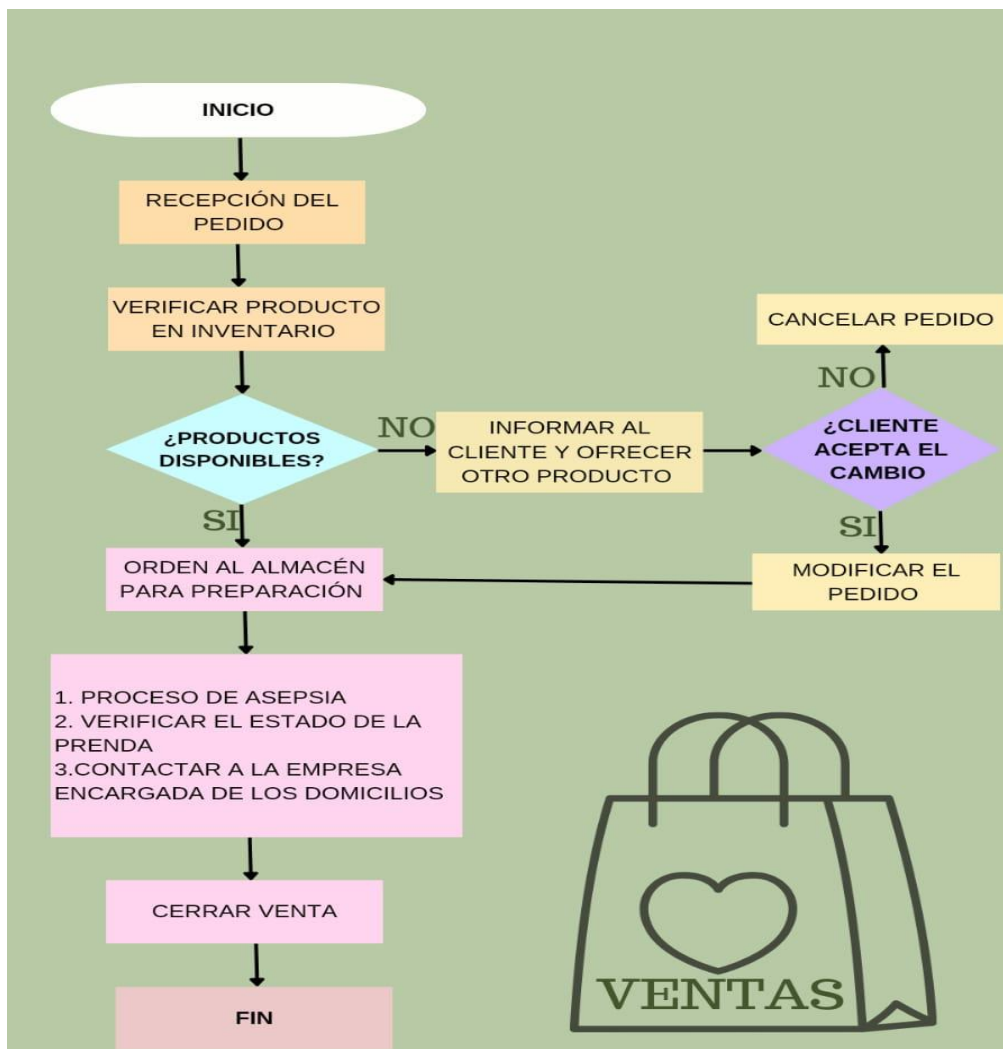 INICIO
RECEPCIÓN DEL
PEDIDO
VERIFICAR PRODUCTO
EN INVENTARIO
¿PRODUCTOS
DISPONIBLES?
NO
INFORMAR AL
CLIENTE Y OFRECER
OTRO PRODUCTO
¿CLIENTE
ACEPTA EL
CAMBIO
NO
CANCELAR PEDIDO
SI
MODIFICAR EL
PEDIDO
SI
ORDEN AL ALMACÉN
PARA PREPARACIÓN
1. PROCESO DE ASEPSIA
2. VERIFICAR EL ESTADO DE LA
PRENDA
3.CONTACTAR A LA EMPRESA
ENCARGADA DE LOS DOMICILIOS
CERRAR VENTA
FIN
VENTAS